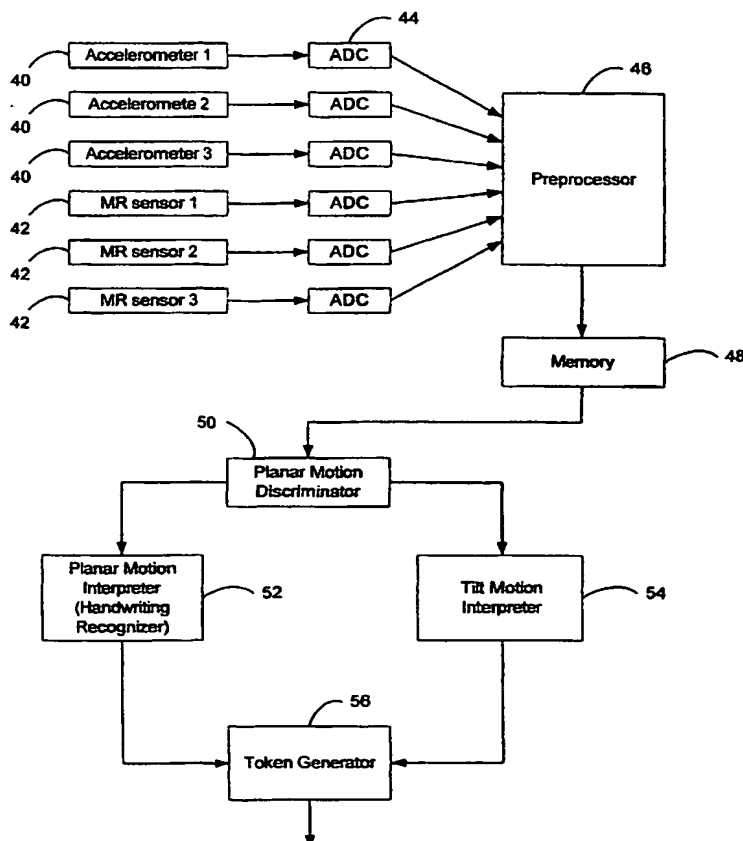 44
Accelerometer 1 ADC
40 46
Acceleromete 2 ADC
40
Accelerometer 3 ADC
40 Preprocessor
MR sensor 1 ADC
42
MR sensor 2 ADC
42
MR sensor 3 ADC
42
Memory
48
50
Planar Motion
Discriminator
Planar Motion
Interpreter
(Handwriting
Recognizer)
52
Tilt Motion
Interpreter
54
56
Token Generator